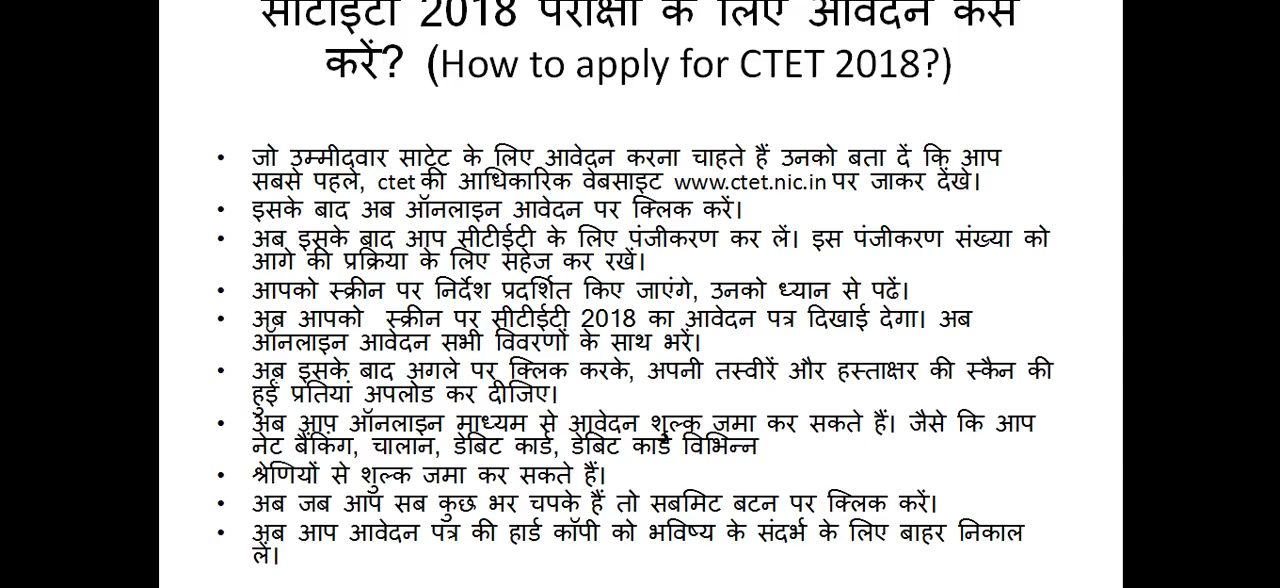 सीटीईटी 2018 परीक्षा के लिए आवेदन कैसे
करें? (How to apply for CTET 2018?)
• जो उम्मीदवार साटेट के लिए आवेदन करना चाहते हैं उनको बता दें कि आप
सबसे पहले, ctet की आधिकारिक वेबसाइट www.ctet.nic.in पर जाकर देखे।
• इसके बाद अब ऑनलाइन आवेदन पर क्लिक करें।
• अब इसके बाद आप सीटीईटी के लिए पंजीकरण कर लें। इस पंजीकरण संख्या को
आगे की प्रक्रिया के लिए सहेज कर रखें।
• आपको स्क्रीन पर निर्देश प्रदर्शित किए जाएंगे, उनको ध्यान से पढें।
• अब आपको स्क्रीन पर सीटीईटी 2018 का आवेदन पत्र दिखाई देगा। अब
ऑनलाइन आवेदन सभी विवरणों के साथ भरें।
• अब इसके बाद अगले पर क्लिक करके, अपनी तस्वीरें और हस्ताक्षर की स्कैन की
हुई प्रतियां अपलोड कर दीजिए।
• अब आप ऑनलाइन माध्यम से आवेदन शुल्क जमा कर सकते हैं। जैसे कि आप
नेट बैंकिंग, चालान, डेबिट कार्ड, डेबिट कार्ड विभिन्न
• श्रेणियों से शुल्क जमा कर सकते हैं।
• अब जब आप सब कुछ भर चपके हैं तो सबमिट बटन पर क्लिक करें।
• अब आप आवेदन पत्र की हार्ड कॉपी को भविष्य के संदर्भ के लिए बाहर निकाल
लें।